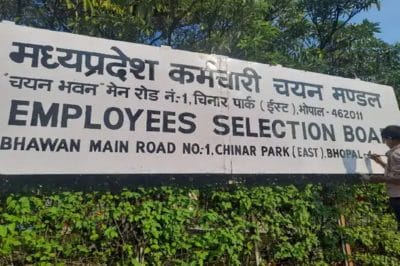 मध्यप्रदेश कर्मचारी चयन मण्डल
"चयन भवन" मेन रोड नं.-1, चिनार पार्क (ईस्ट), भोपाल - 462011
EMPLOYEES SELECTION BOA
BHAWAN MAIN ROAD NO.-1, CHINAR PARK (EAST), BHOPAL